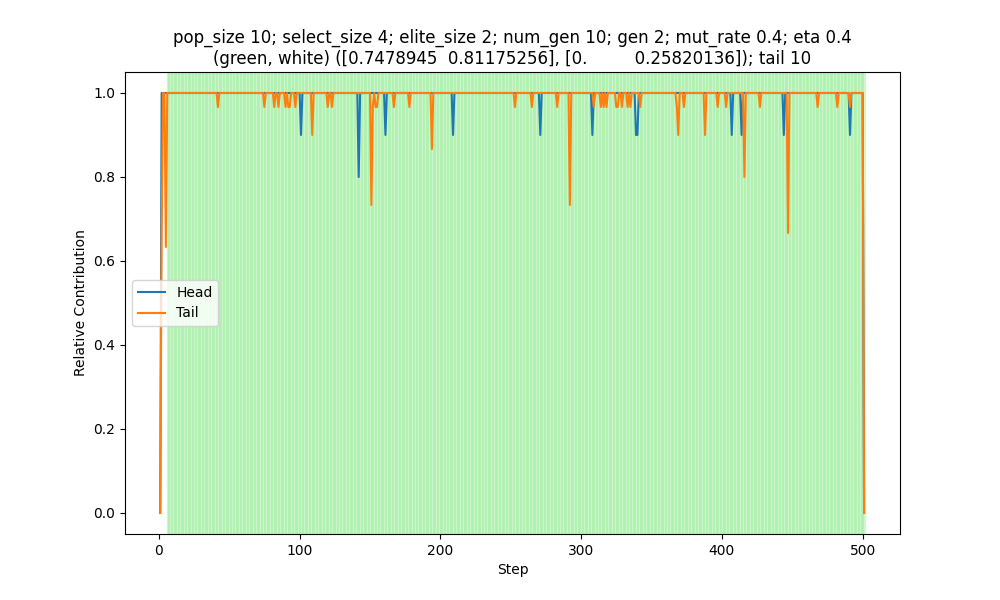 pop_size 10; select_size 4; elite_size 2; num_gen 10; gen 2; mut_rate 0.4; eta 0.4
(green, white) ([0.7478945  0.81175256], [0.         0.25820136]); tail 10
1.0
0.8
0.6
0.4
0.2
0.0
Relative Contribution
Head
Tail
0
100
200
300
400
500
Step